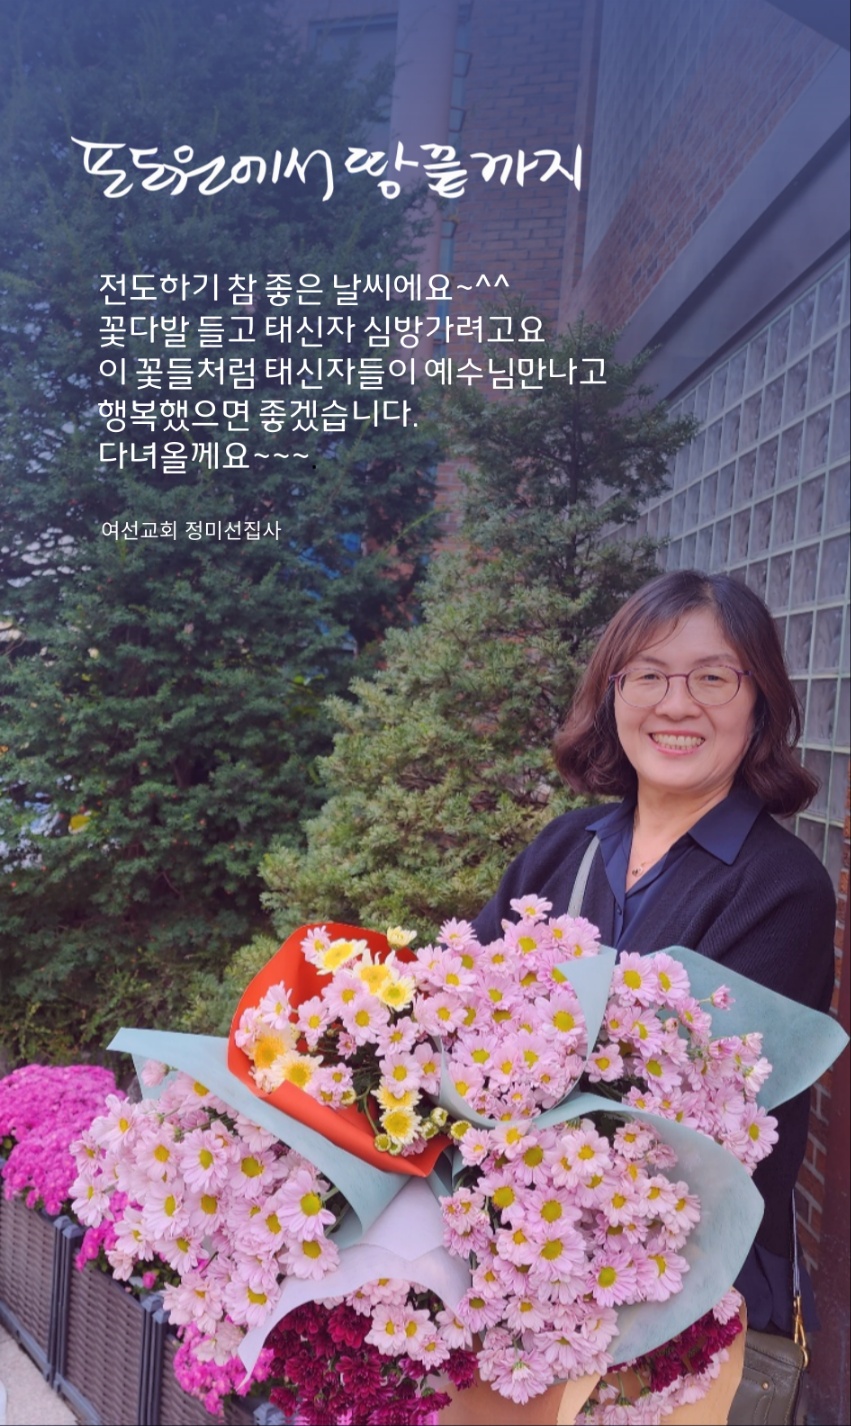 포도원에서 땅끝까지
전도하기 참 좋은 날씨에요~^^
꽃다발 들고 태신자 심방가려고요
이 꽃들처럼 태신자들이 예수님만나고
행복했으면 좋겠습니다.
다녀올께요~~~.
여선교회 정미선집사